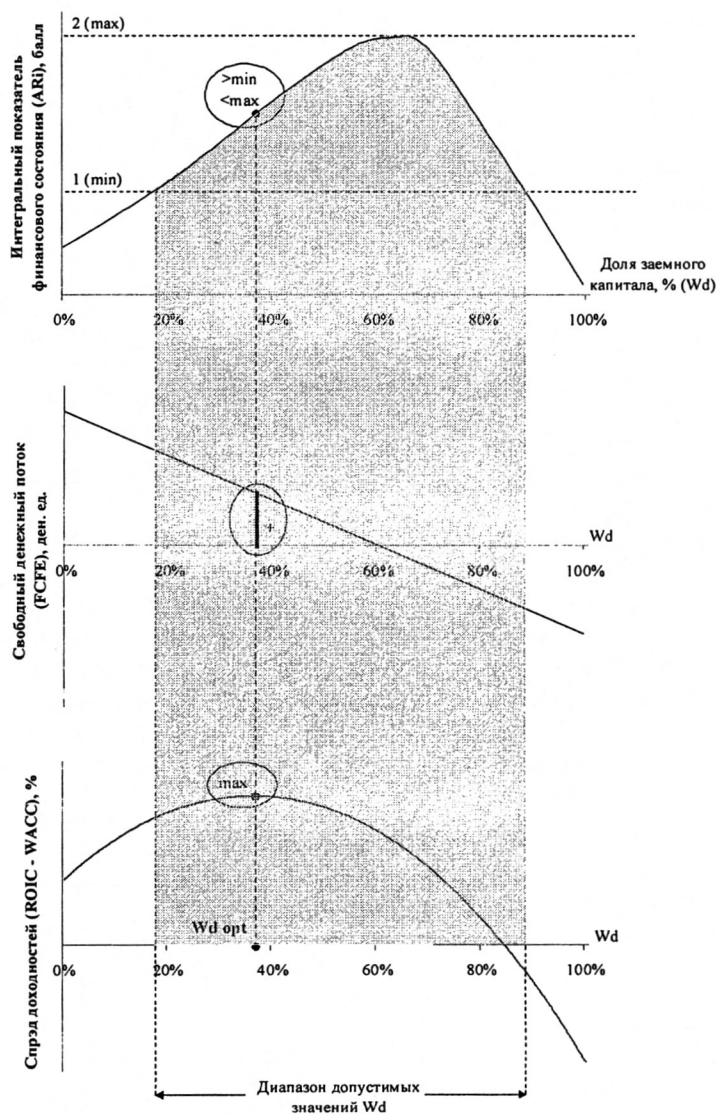 2 (max)
>min
<max
1 (min)
Интегральный показатель
финансового состояния (ARi), балл
Доля заемного
капитала, % (Wd)
0% 20% 40% 60% 80% 100%
Свободный денежный поток
(FCFE), ден. ед.
+
Wd
0% 20% 40% 60% 80% 100%
Спрэд доходностей (ROIC - WACC), %
max
Wd opt
Wd
0% 20% 40% 60% 80% 100%
Диапазон допустимых
значений Wd